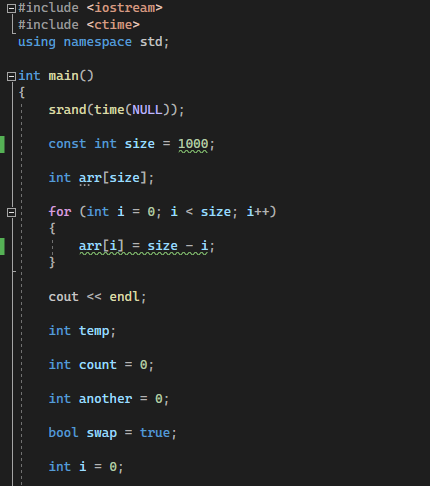 #include <iostream>
#include <ctime>
using namespace std;
int main()
{
srand(time(NULL));
const int size = 1000;
int arr[size];
for (int i = 0; i < size; i++)
{
arr[i] = size - i;
}
cout << endl;
int temp;
int count = 0;
int another = 0;
bool swap = true;
int i = 0;